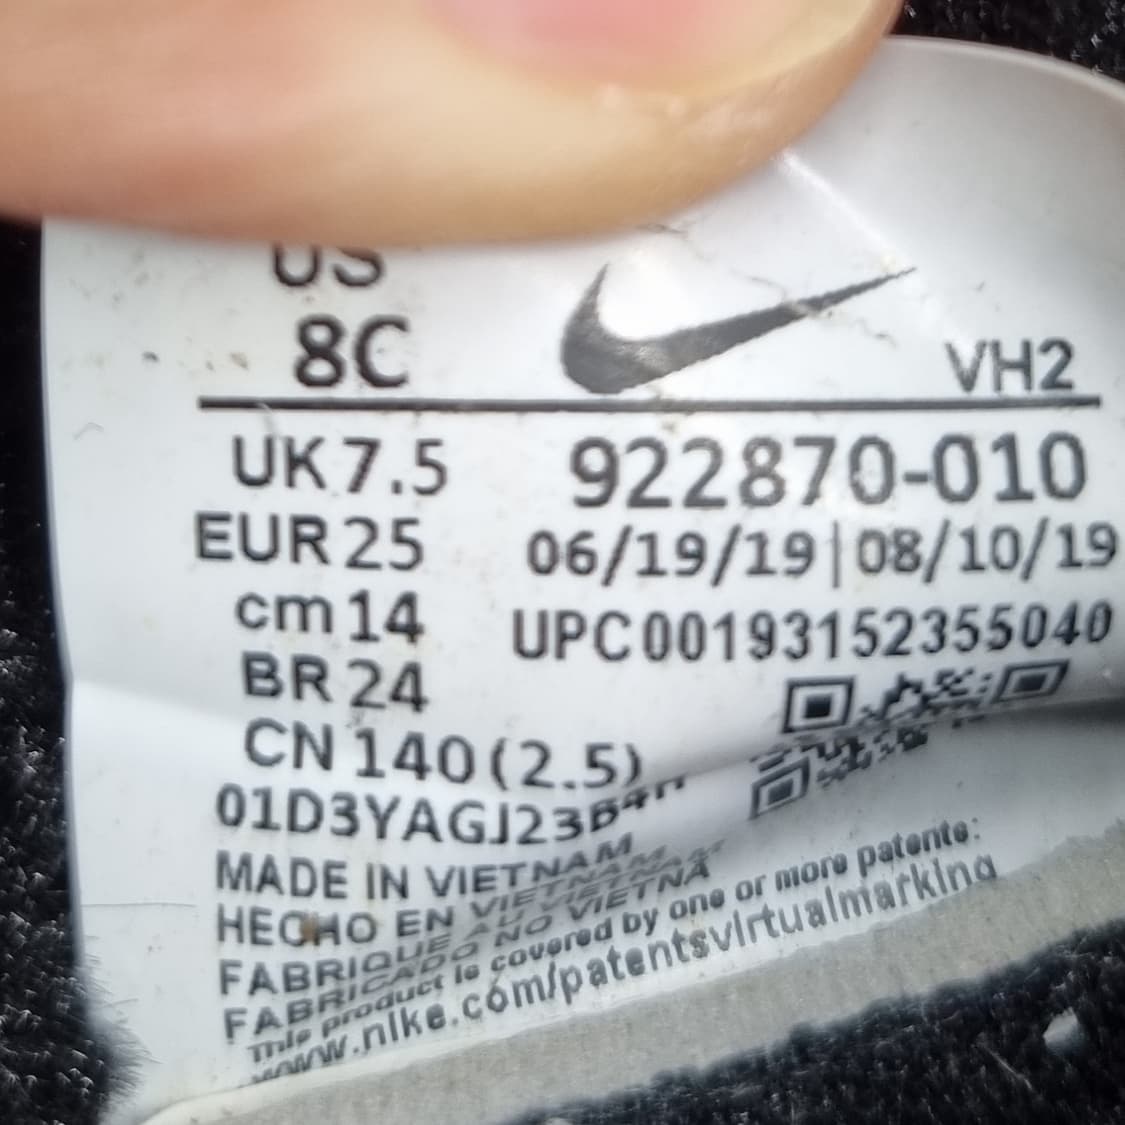 US
8C
VH2
UK 7.5 922870-010
EUR 25 06/19/19 | 08/10/19
cm 14 UPC 00193152355040
BR 24
CN 140 (2.5)
01D3YAGJ23B4
MADE IN VIETNAM
HECHO EN VIETNAM
FABRIQUE AU VIETNAM
FABRICADO NO VIETNA
This product is covered by one or more patents:
www.nike.com/patentsvirtualmarking